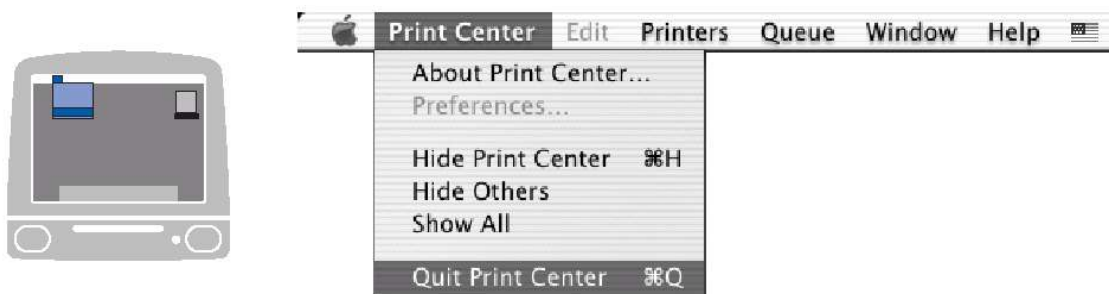 Print Center Edit Printers Queue Window Help
About Print Center...
Preferences...
Hide Print Center ⌘H
Hide Others
Show All
Quit Print Center ⌘Q